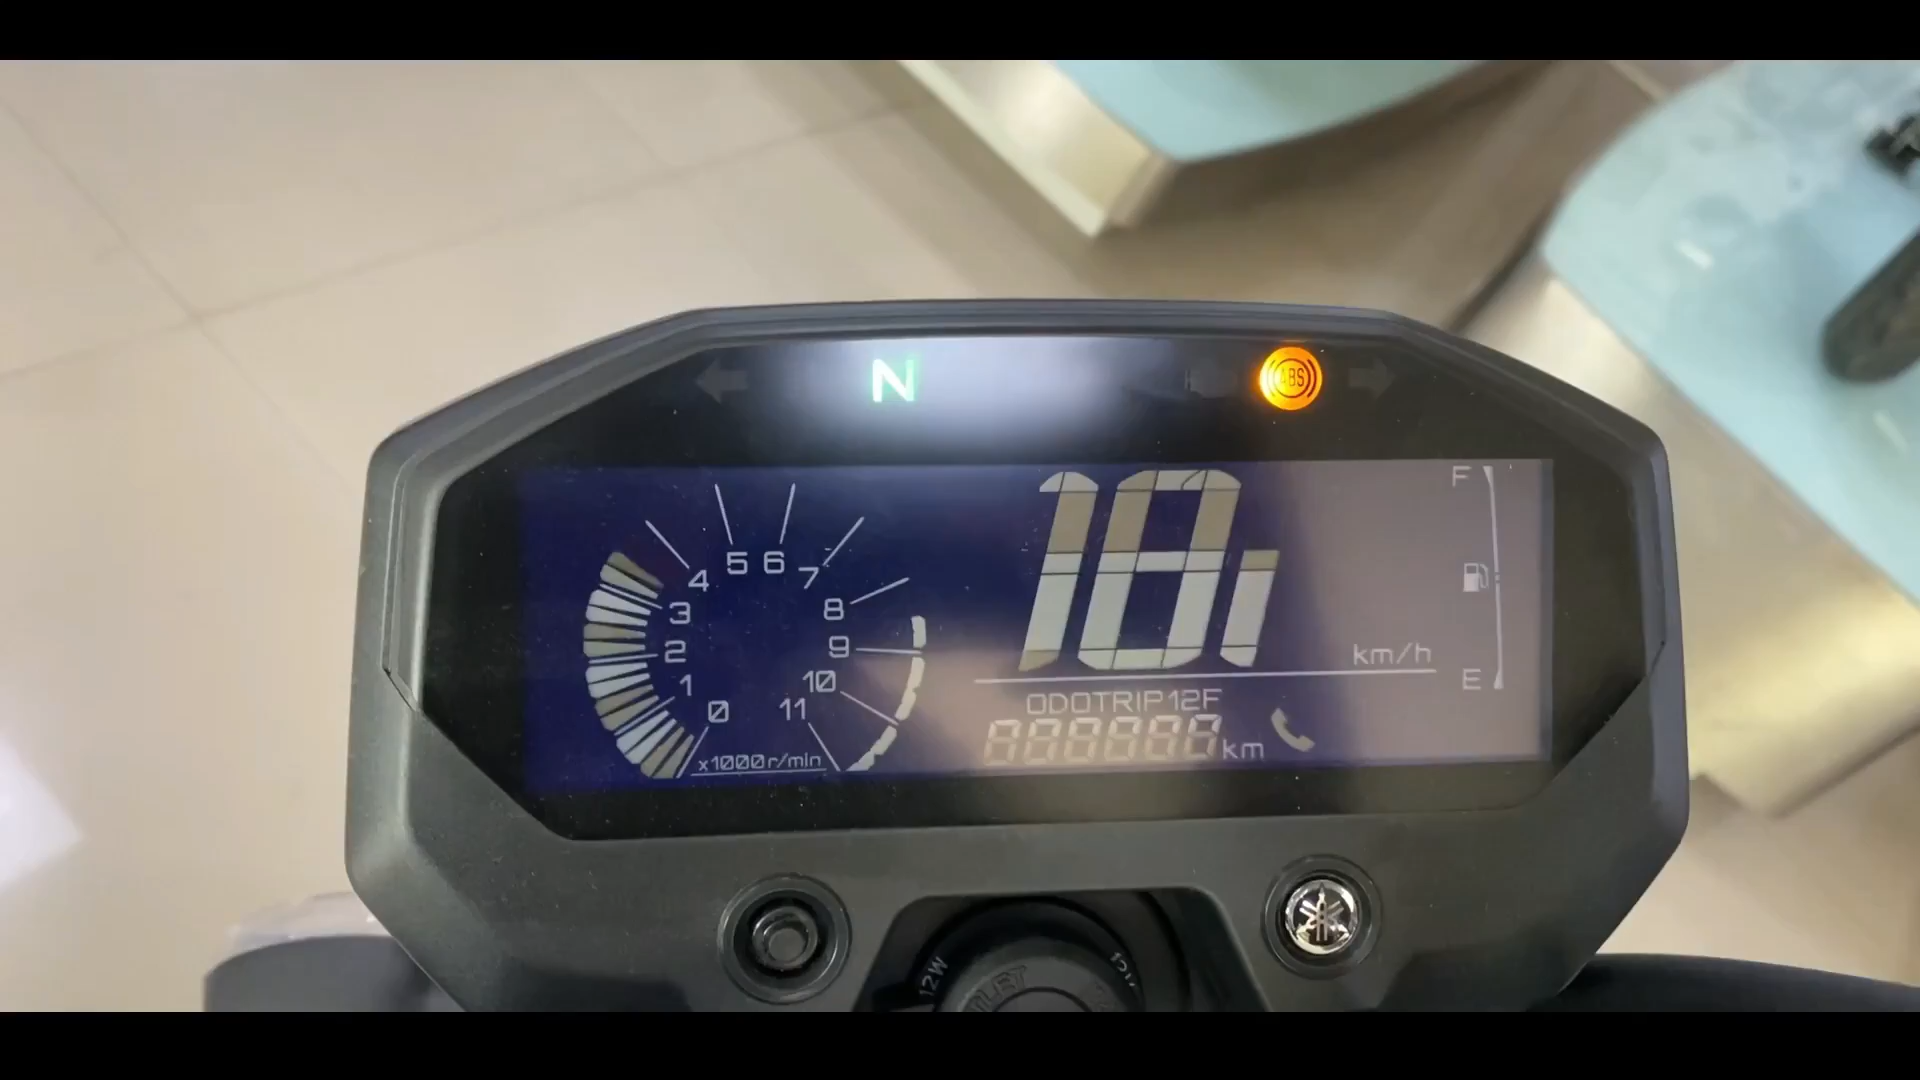 N
ABS
F
4 5 6 7
3 8
2 9
1 10
0 11
x1000r/min
km/h
E
ODOTRIP12F
888888km
12W